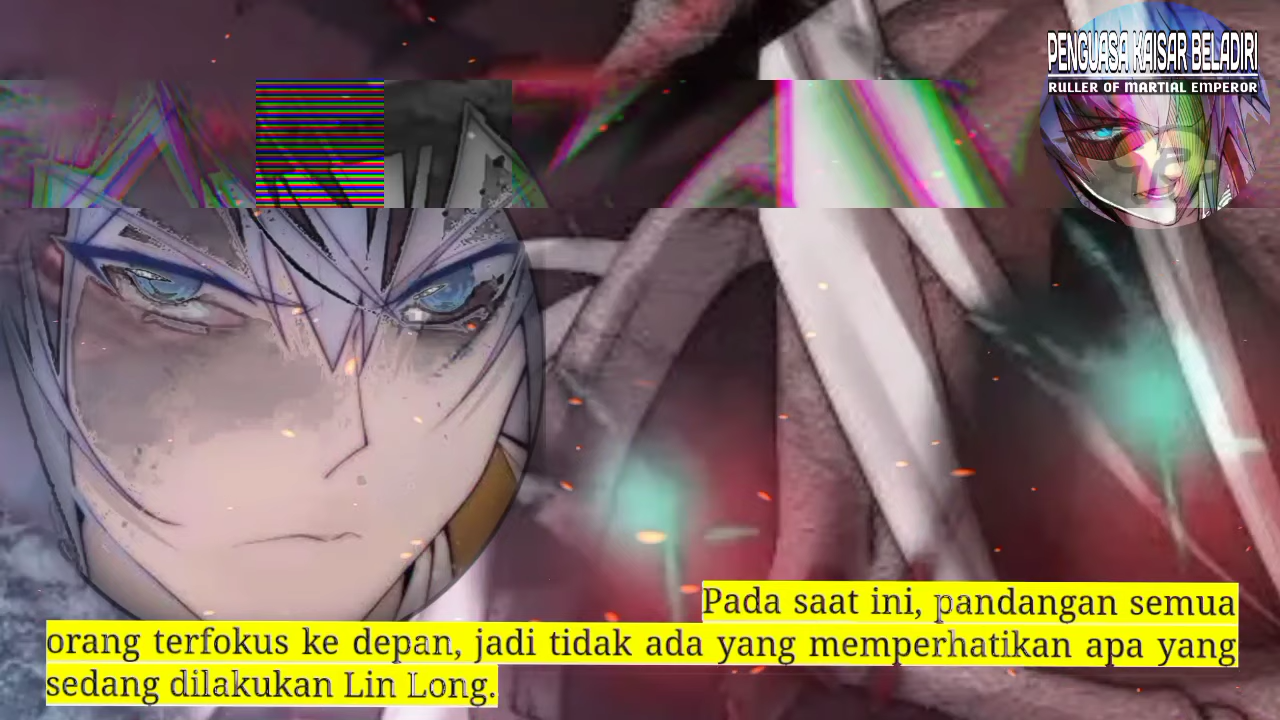 PENGUASA KAISAR BELADIRI
RULLER OF MARTIAL EMPEROR
Pada saat ini, pandangan semua
orang terfokus ke depan, jadi tidak ada yang memperhatikan apa yang
sedang dilakukan Lin Long.